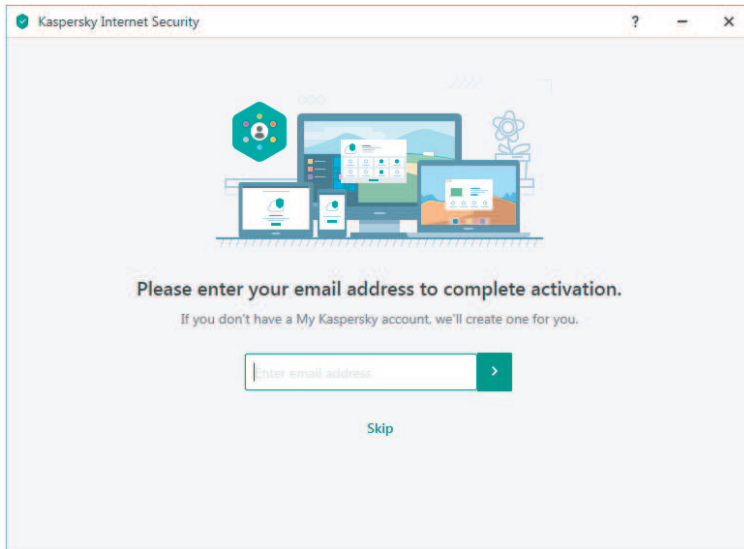 Kaspersky Internet Security
Please enter your email address to complete activation.
If you don't have a My Kaspersky account, we'll create one for you.
Enter email address
Skip